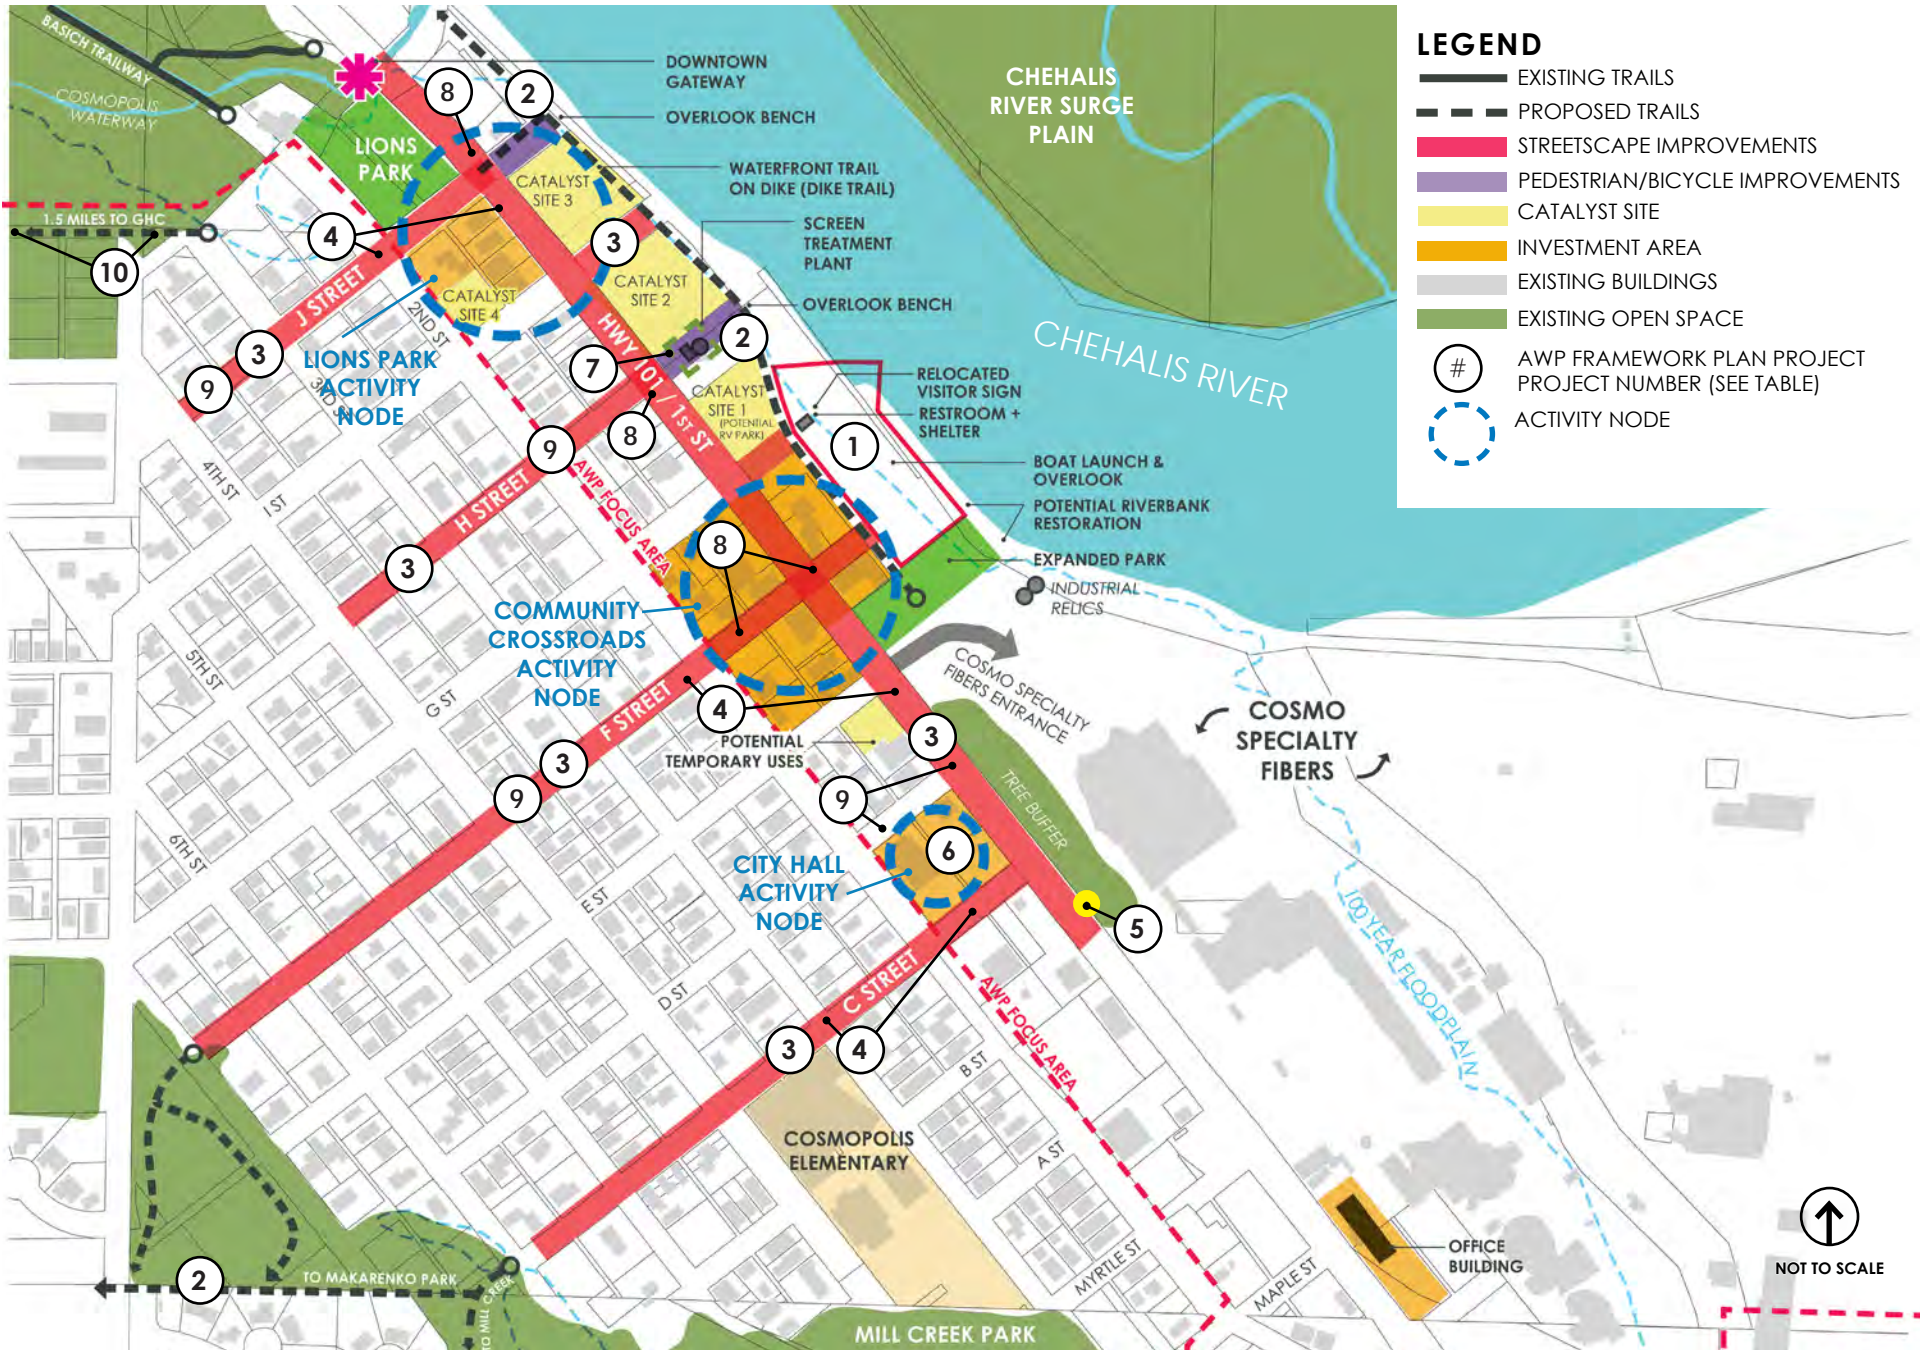 BASICH TRAILWAY
COSMOPOLIS
WATERWAY
LIONS
PARK
8
2
DOWNTOWN
GATEWAY
OVERLOOK BENCH
WATERFRONT TRAIL
ON DIKE (DIKE TRAIL)
SCREEN
TREATMENT
PLANT
OVERLOOK BENCH
CHEHALIS
RIVER SURGE
PLAIN
CHEHALIS RIVER
LEGEND
EXISTING TRAILS
PROPOSED TRAILS
STREETSCAPE IMPROVEMENTS
PEDESTRIAN/BICYCLE IMPROVEMENTS
CATALYST SITE
INVESTMENT AREA
EXISTING BUILDINGS
EXISTING OPEN SPACE
#
AWP FRAMEWORK PLAN PROJECT
PROJECT NUMBER (SEE TABLE)
ACTIVITY NODE
1.5 MILES TO GHC
10
4
CATALYST
SITE 3
3
CATALYST
SITE 2
CATALYST
SITE 4
J STREET
2ND ST
3RD ST
3
9
LIONS PARK
ACTIVITY
NODE
7
2
HWY 101 / 1ST ST
CATALYST
SITE 1
(POTENTIAL
RV PARK)
8
9
RELOCATED
VISITOR SIGN
RESTROOM +
SHELTER
1
BOAT LAUNCH &
OVERLOOK
POTENTIAL RIVERBANK
RESTORATION
EXPANDED PARK
INDUSTRIAL
RELICS
4TH ST
I ST
H STREET
AWP FOCUS AREA
3
8
COMMUNITY
CROSSROADS
ACTIVITY
NODE
5TH ST
G ST
F STREET
4
COSMO SPECIALTY
FIBERS ENTRANCE
COSMO
SPECIALTY
FIBERS
POTENTIAL
TEMPORARY USES
3
3
9
9
TREE BUFFER
6TH ST
E ST
CITY HALL
ACTIVITY
NODE
6
5
100 YEAR FLOODPLAIN
D ST
C STREET
AWP FOCUS AREA
3
4
B ST
COSMOPOLIS
ELEMENTARY
A ST
MYRTLE ST
MAPLE ST
OFFICE
BUILDING
NOT TO SCALE
2
TO MAKARENKO PARK
TO MILL CREEK
MILL CREEK PARK